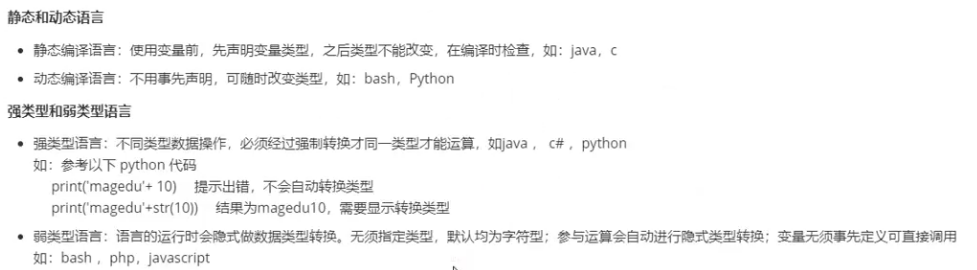 静态和动态语言
• 静态编译语言：使用变量前，先声明变量类型，之后类型不能改变，在编译时检查，如：java，c
• 动态编译语言：不用事先声明，可随时改变类型，如：bash，Python
强类型和弱类型语言
• 强类型语言：不同类型数据操作，必须经过强制转换才同一类型才能运算，如java ， c# ，python
如：参考以下 python 代码
print('magedu'+ 10) 提示出错，不会自动转换类型
print('magedu'+str(10)) 结果为magedu10，需要显示转换类型
• 弱类型语言：语言的运行时会隐式做数据类型转换。无须指定类型，默认均为字符型；参与运算会自动进行隐式类型转换；变量无须事先定义可直接调用
如：bash ，php，javascript